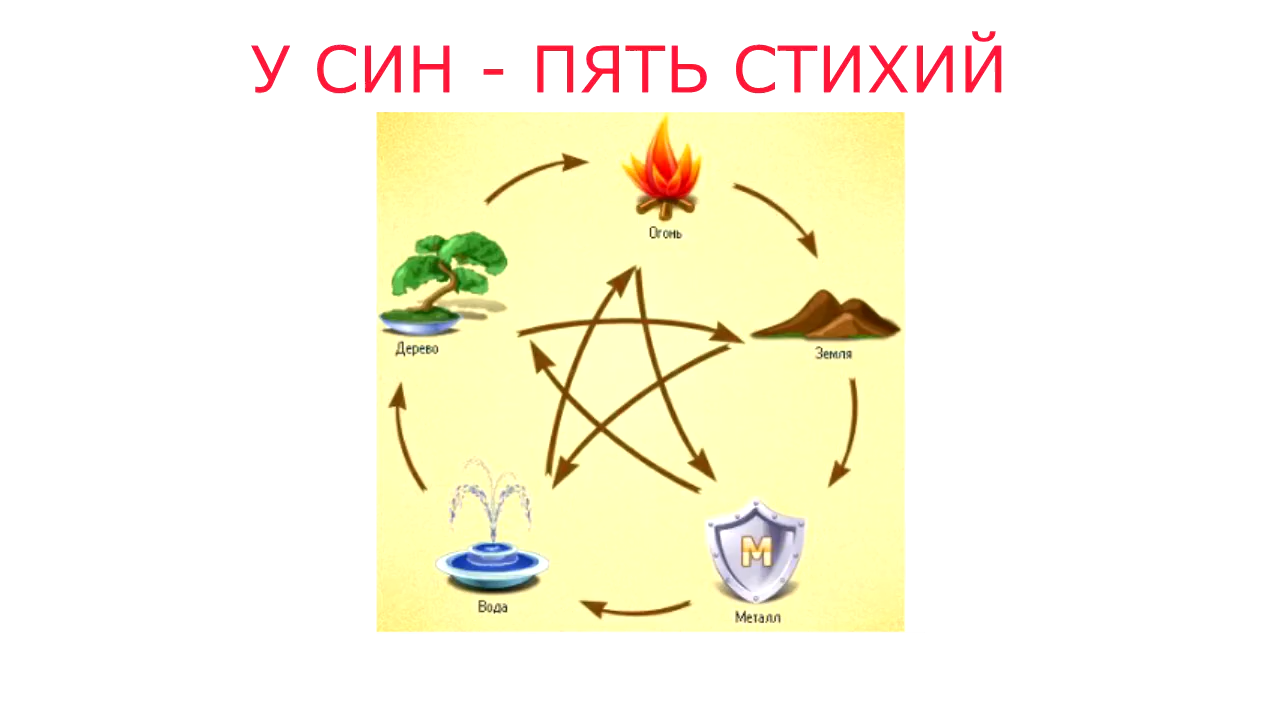 У СИН - ПЯТЬ СТИХИЙ
Огонь
Дерево
Земля
М
Вода
Металл